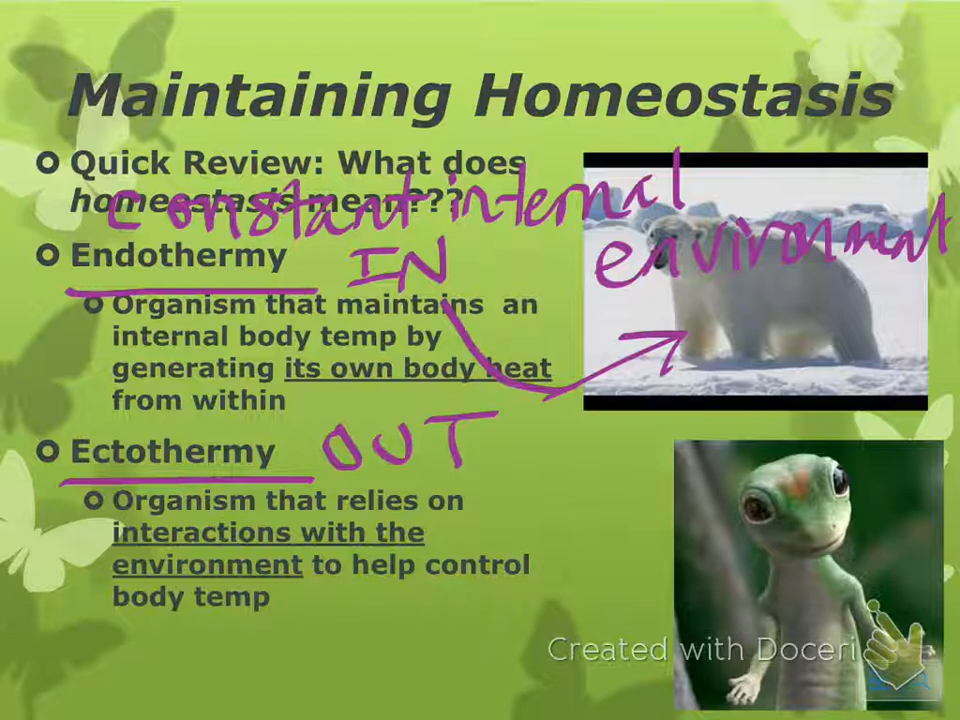 Maintaining Homeostasis
Quick Review: What does
homeostasis mean???
constant internal
environment
Endothermy
IN
Organism that maintains an
internal body temp by
generating its own body heat
from within
Ectothermy
OUT
Organism that relies on
interactions with the
environment to help control
body temp
Created with Doceri